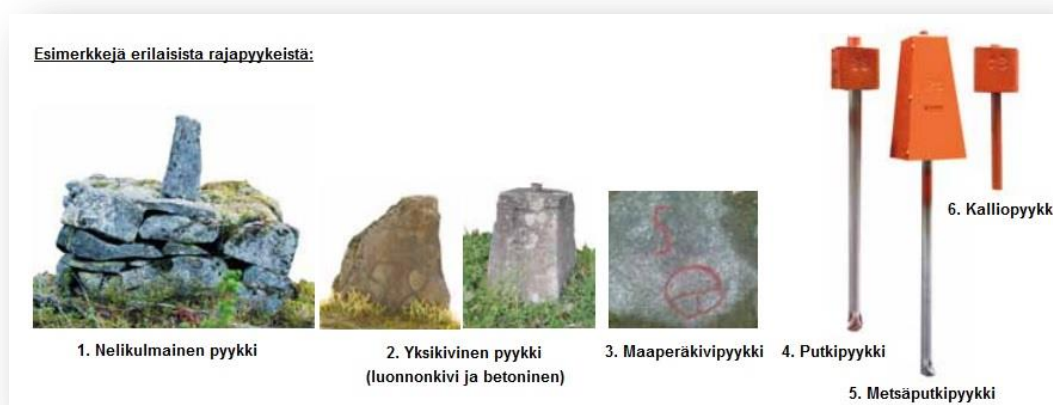 Esimerkkejä erilaisista rajapyykeistä:
1. Nelikulmainen pyykki
2. Yksikivinen pyykki
(luonnonkivi ja betoninen)
3. Maaperäkivipyykki
4. Putkipyykki
5. Metsäputkipyykki
6. Kalliopyykk
5